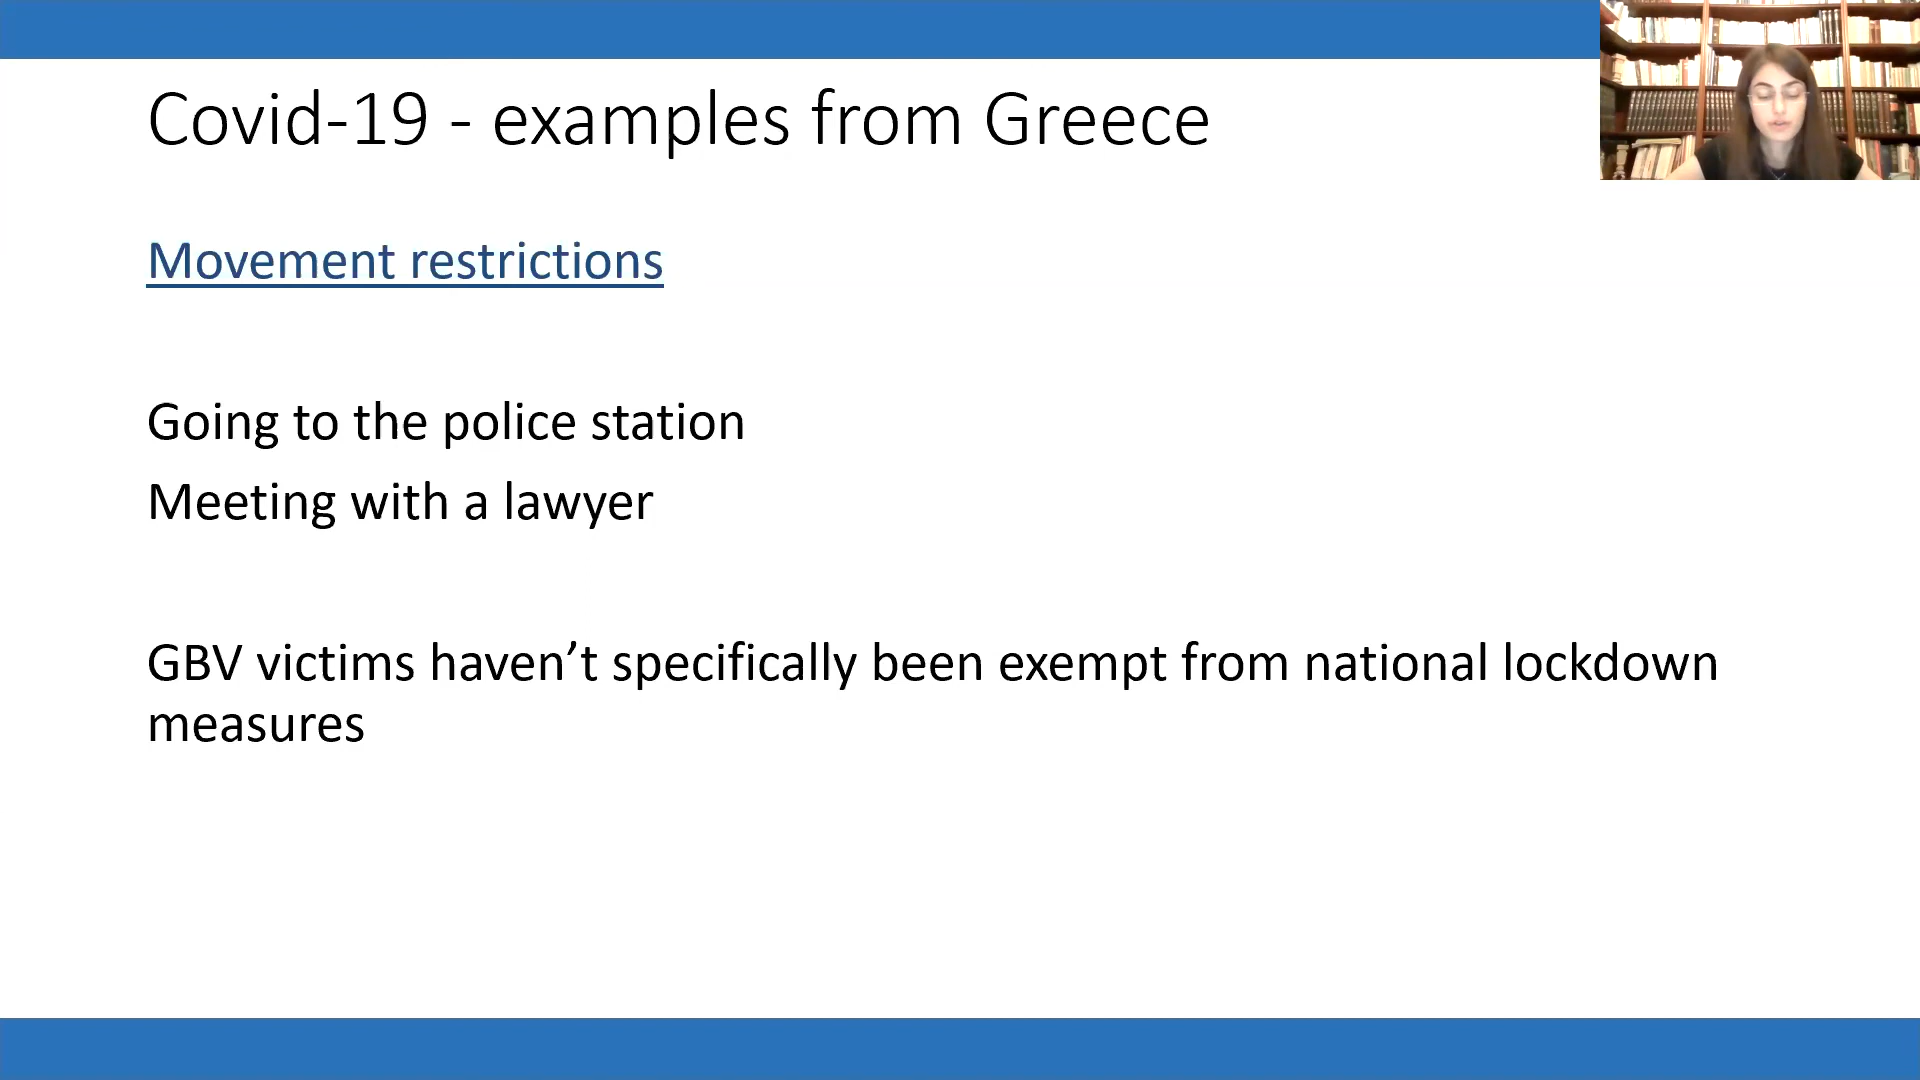 Covid-19 - examples from Greece
Movement restrictions
Going to the police station
Meeting with a lawyer
GBV victims haven’t specifically been exempt from national lockdown
measures